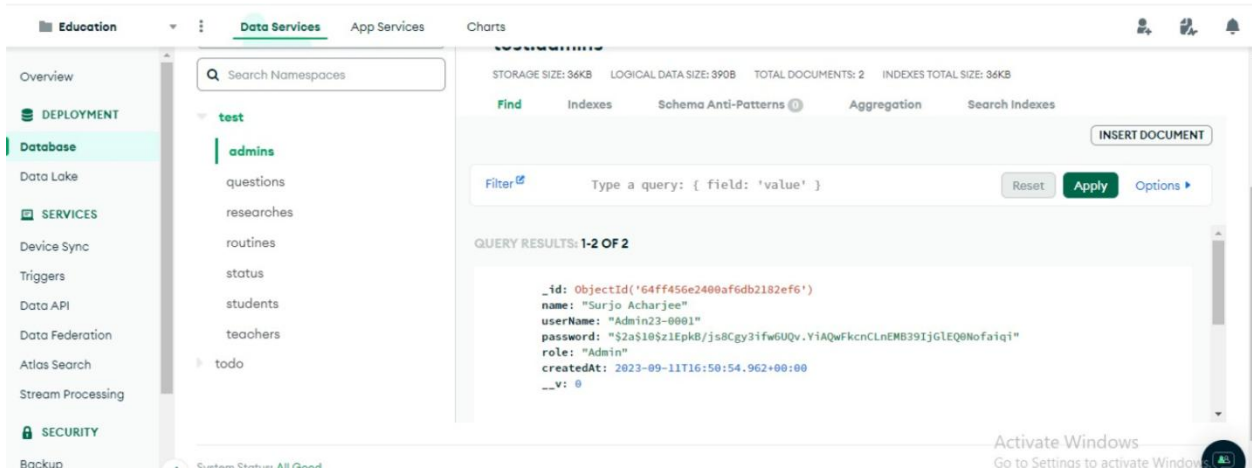 Education
Data Services App Services Charts
Overview
DEPLOYMENT
Database
Data Lake
SERVICES
Device Sync
Triggers
Data API
Data Federation
Atlas Search
Stream Processing
SECURITY
Backup
Search Namespaces
test
admins
questions
researches
routines
status
students
teachers
todo
System Status: All Good
test.admins
STORAGE SIZE: 36KB LOGICAL DATA SIZE: 390B TOTAL DOCUMENTS: 2 INDEXES TOTAL SIZE: 36KB
Find Indexes Schema Anti-Patterns 0 Aggregation Search Indexes
INSERT DOCUMENT
Filter Type a query: { field: 'value' } Reset Apply Options
QUERY RESULTS: 1-2 OF 2
_id: ObjectId('64ff456e2400af6db2182ef6')
name: "Surjo Acharjee"
userName: "Admin23-0001"
password: "$2a$10$z1EpkB/js8Cgy3ifw6UQv.YiAQwFkcnCLnEMB39IjGlEQ0Nofaiqi"
role: "Admin"
createdAt: 2023-09-11T16:50:54.962+00:00
__v: 0
Activate Windows
Go to Settings to activate Windows